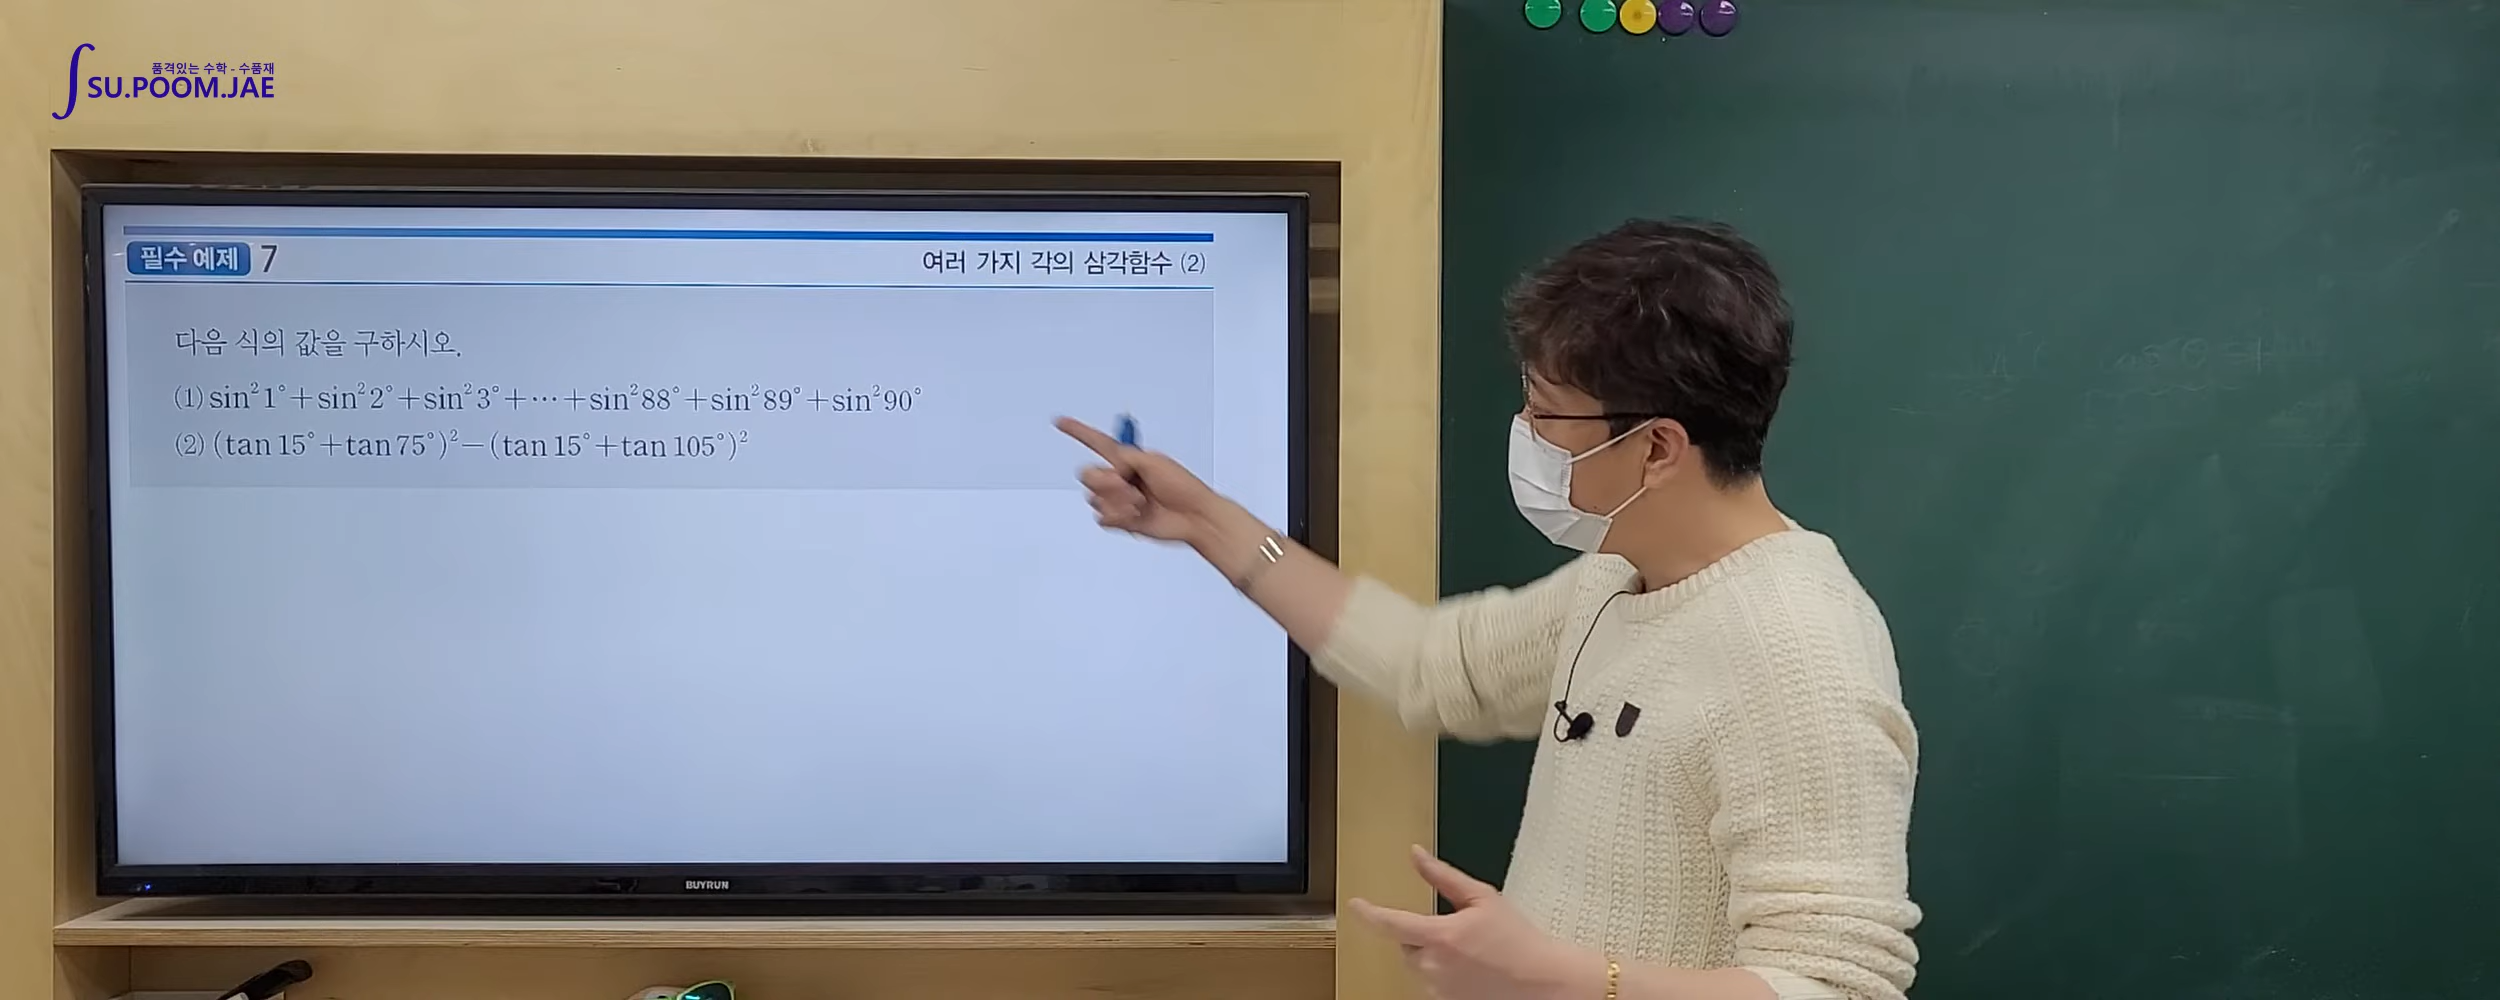 품격있는 수학 - 수품재
SU.POOM.JAE
필수 예제 7
여러 가지 각의 삼각함수 (2)
다음 식의 값을 구하시오.
(1) sin²1°+sin²2°+sin²3°+⋯+sin²88°+sin²89°+sin²90°
(2) (tan 15°+tan 75°)²−(tan 15°+tan 105°)²
BUYRUN